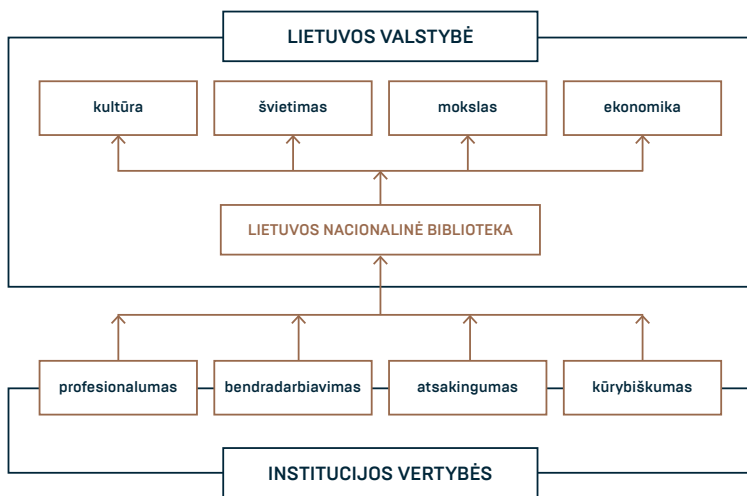 LIETUVOS VALSTYBĖ
kultūra
švietimas
mokslas
ekonomika
LIETUVOS NACIONALINĖ BIBLIOTEKA
profesionalumas
bendradarbiavimas
atsakingumas
kūrybiškumas
INSTITUCIJOS VERTYBĖS